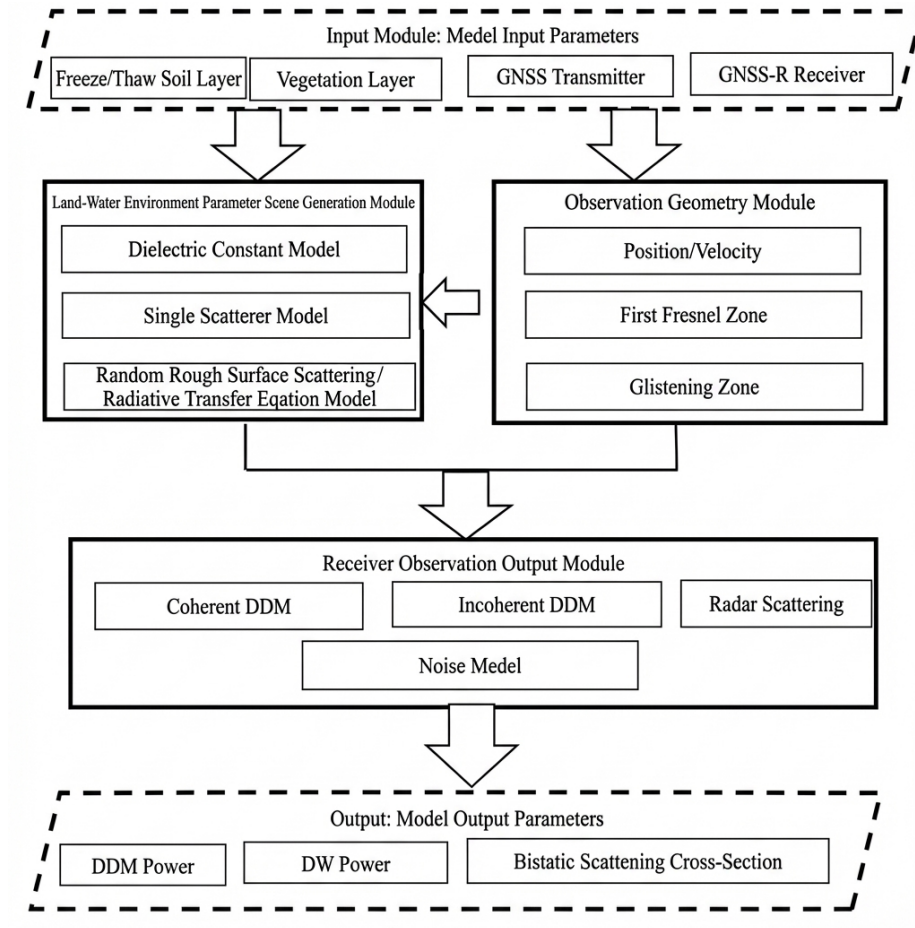 Input Module: Medel Input Parameters
Freeze/Thaw Soil Layer
Vegetation Layer
GNSS Transmitter
GNSS-R Receiver
Land-Water Environment Parameter Scene Generation Module
Dielectric Constant Model
Single Scatterer Model
Random Rough Surface Scattering/
Radiative Transfer Eqation Model
Observation Geometry Module
Position/Velocity
First Fresnel Zone
Glistening Zone
Receiver Observation Output Module
Coherent DDM
Incoherent DDM
Radar Scattering
Noise Medel
Output: Model Output Parameters
DDM Power
DW Power
Bistatic Scattening Cross-Section